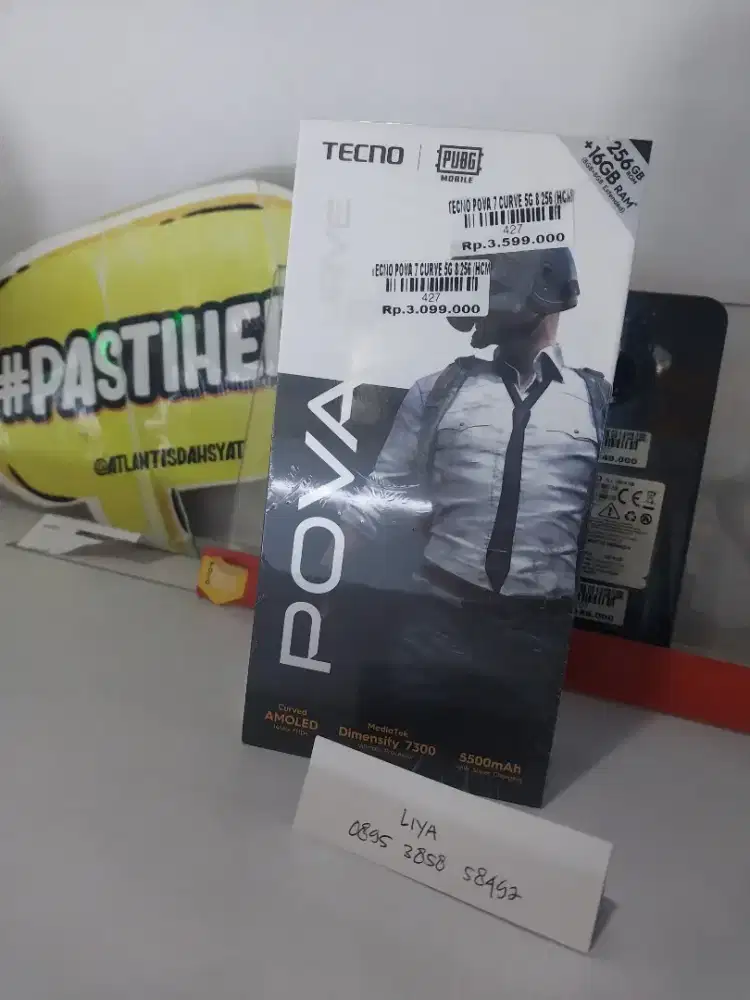 TECNO
PUBG
MOBILE
256GB
ROM
+16GB RAM*
TECNO POVA 7 CURVE 5G 8.256 (HCM
427
Rp.3.599.000
TECNO POVA 7 CURVE 5G 8.256 (HCM
427
Rp.3.099.000
#PASTIHE
@ATLANTISDAHSYAT
POVA
Curved
AMOLED
MediaTek
Dimensity 7300
5500mAh
CE
LIYA
0895 3858 58492